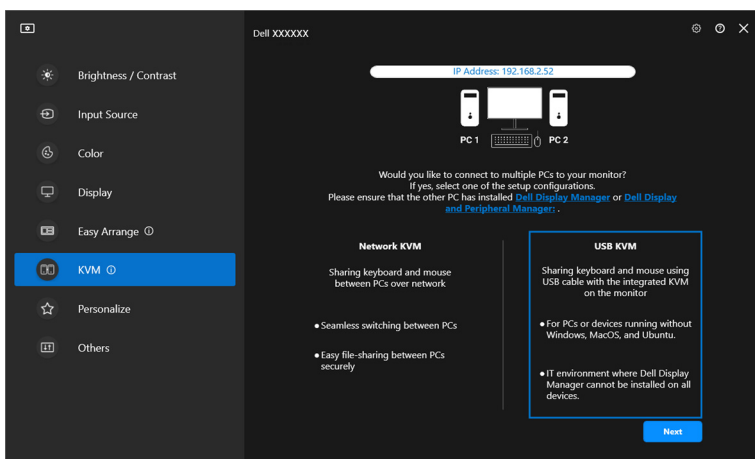 Dell XXXXXX
Brightness / Contrast
Input Source
Color
Display
Easy Arrange
KVM
Personalize
Others
IP Address: 192.168.2.52
PC 1
PC 2
Would you like to connect to multiple PCs to your monitor?
If yes, select one of the setup configurations.
Please ensure that the other PC has installed Dell Display Manager or Dell Display
and Peripheral Manager: .
Network KVM
Sharing keyboard and mouse
between PCs over network
• Seamless switching between PCs
• Easy file-sharing between PCs
securely
USB KVM
Sharing keyboard and mouse using
USB cable with the integrated KVM
on the monitor
• For PCs or devices running without
Windows, MacOS, and Ubuntu.
• IT environment where Dell Display
Manager cannot be installed on all
devices.
Next